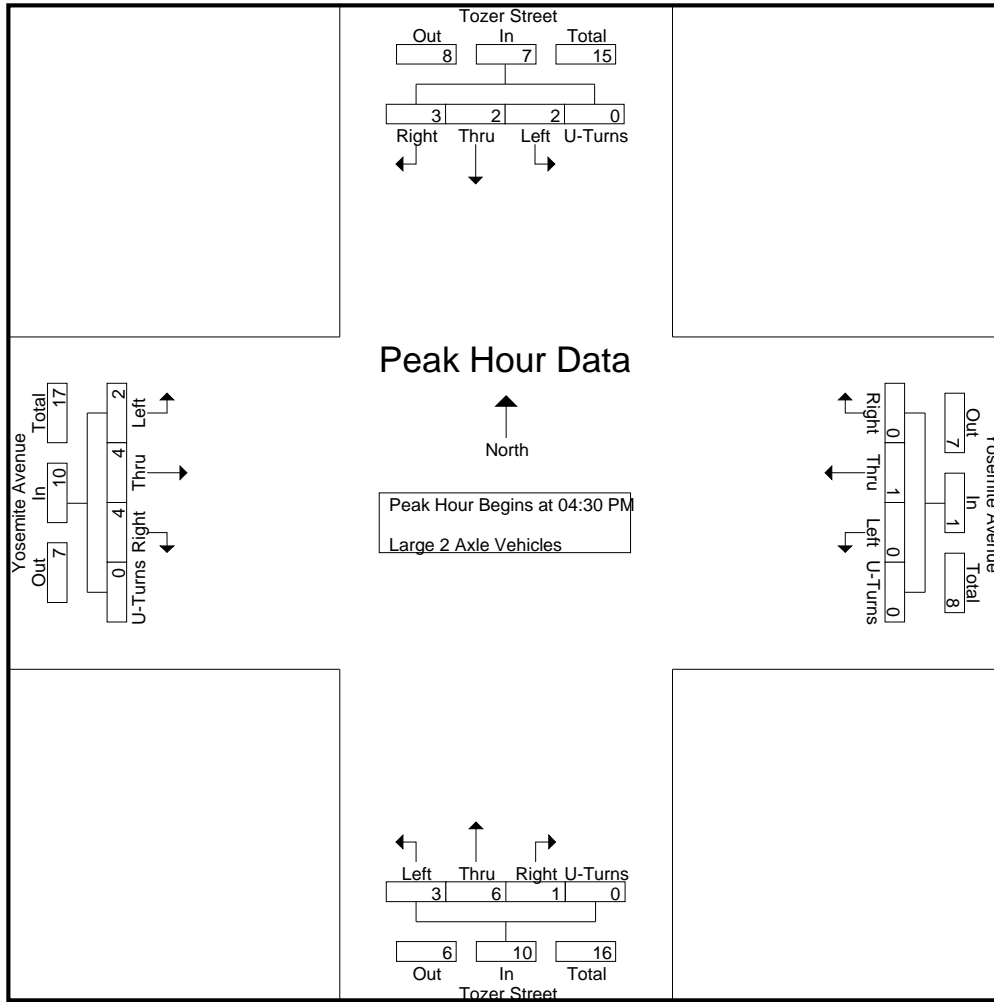 Tozer Street
Out In Total
8 7 15
3 2 2 0
Right Thru Left U-Turns
Peak Hour Data
North
Peak Hour Begins at 04:30 PM
Large 2 Axle Vehicles
Yosemite Avenue
Out In Total
7 10 17
0 4 4 2
U-Turns Right Thru Left
Yosemite Avenue
Out In Total
7 1 8
0 1 0 0
Right Thru Left U-Turns
Left Thru Right U-Turns
3 6 1 0
6 10 16
Out In Total
Tozer Street